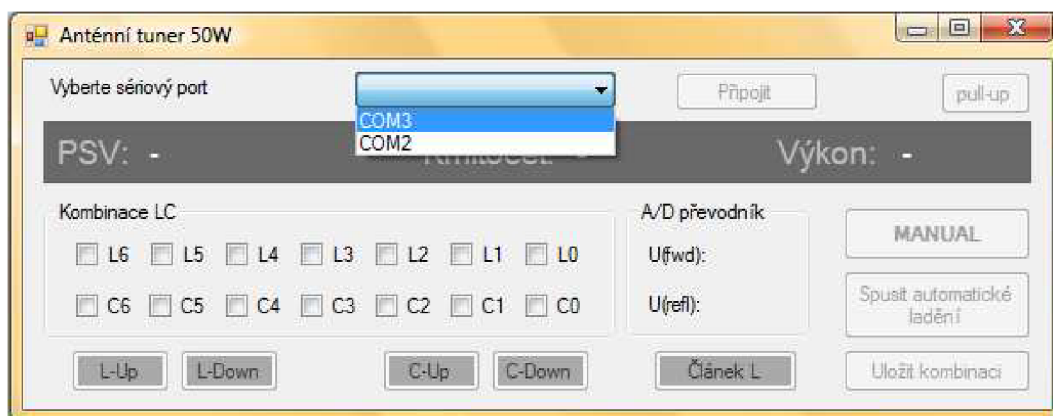 Anténní tuner 50W
Vyberte sériový port
Připojit
pull-up
COM3
COM2
PSV: - Kmitočet: - Výkon: -
Kombinace LC
L6 L5 L4 L3 L2 L1 L0
C6 C5 C4 C3 C2 C1 C0
A/D převodník
U(fwd):
U(refl):
MANUAL
Spusit automatické
ladění
L-Up L-Down C-Up C-Down Článek L Uložit kombinaci